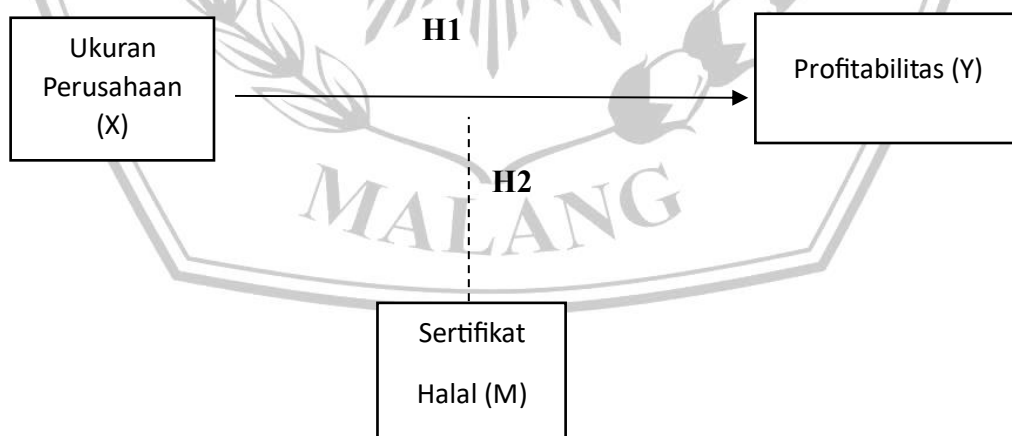 H1
Ukuran
Perusahaan
(X)
Profitabilitas (Y)
H2
MALANG
Sertifikat
Halal (M)